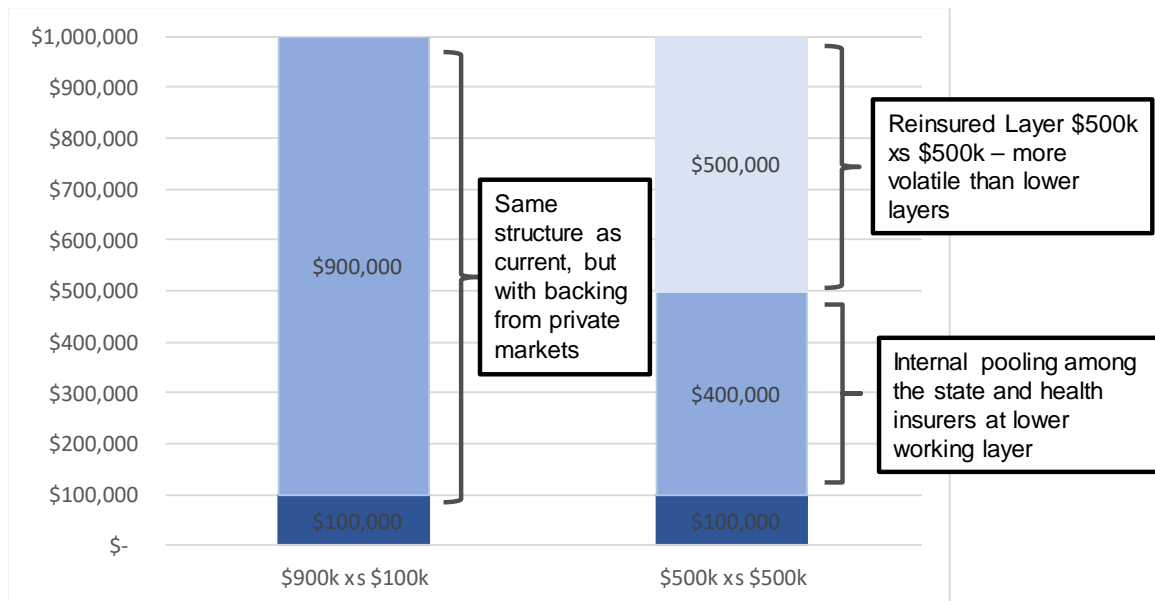 $1,000,000
$900,000
$800,000
$700,000
$600,000
$500,000
$400,000
$300,000
$200,000
$100,000
$-
$900,000
$100,000
$900k xs $100k
Same
structure as
current, but
with backing
from private
markets
$500,000
$400,000
$100,000
$500k xs $500k
Reinsured Layer $500k
xs $500k – more
volatile than lower
layers
Internal pooling among
the state and health
insurers at lower
working layer